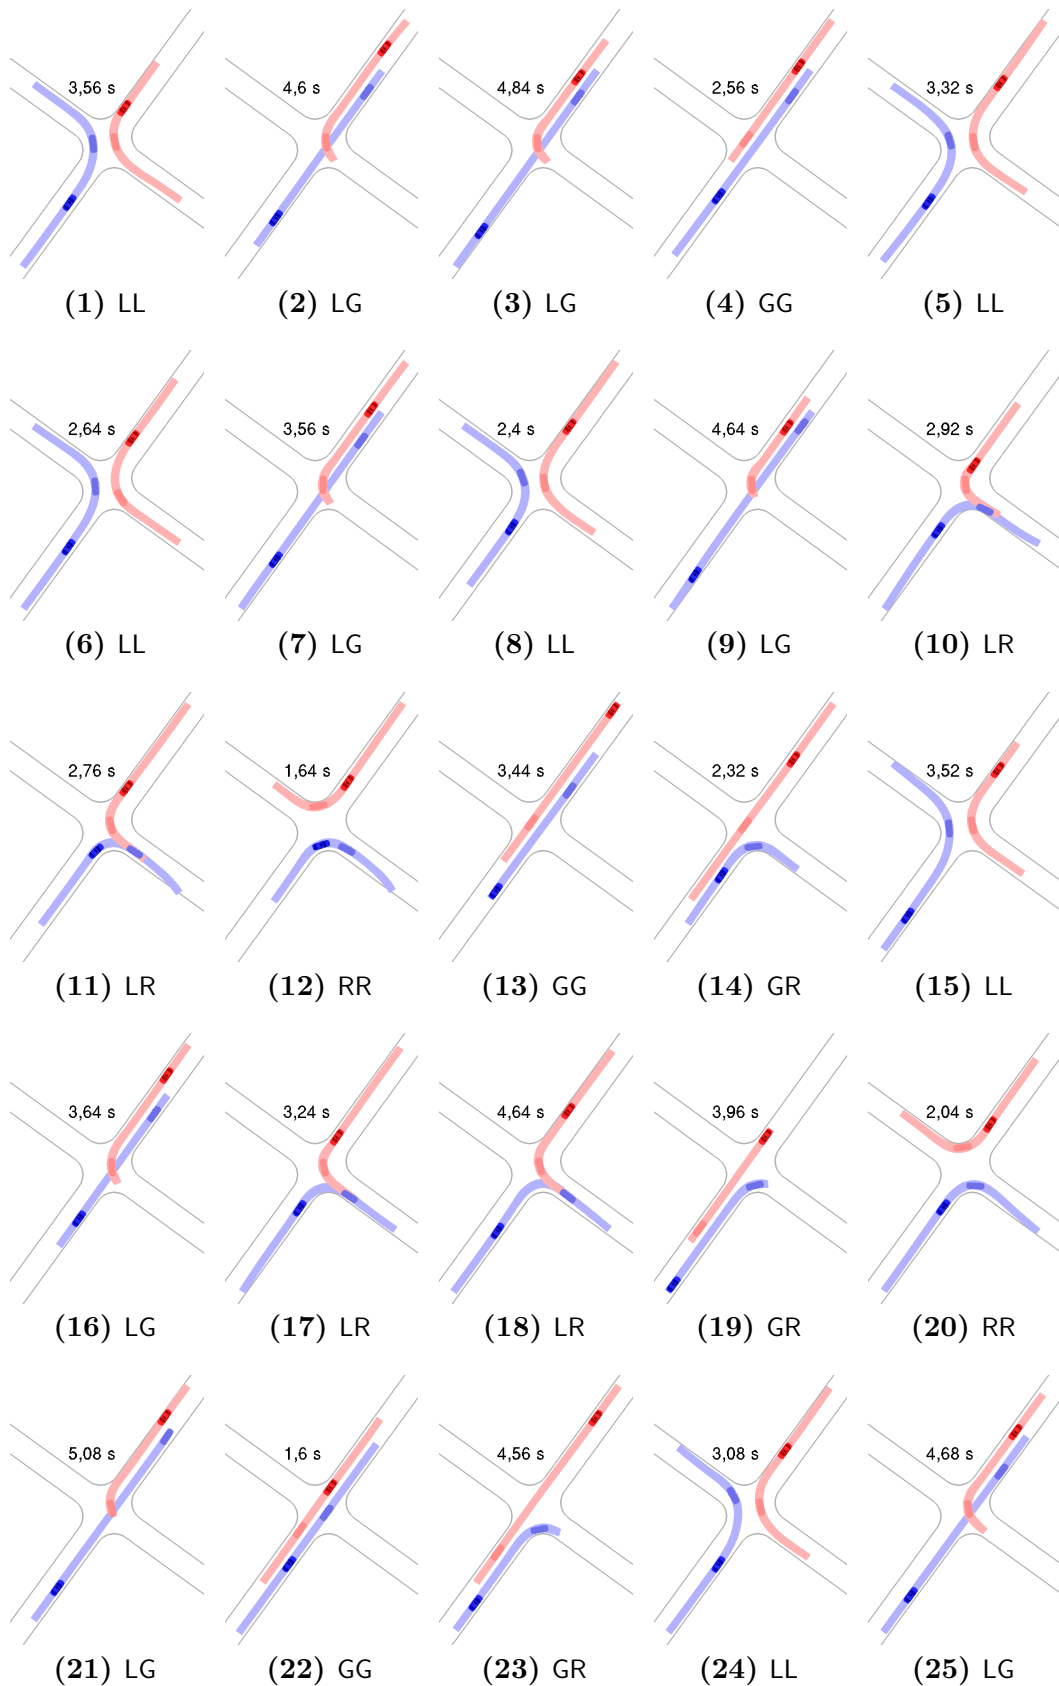 3,56 s 4,6 s 4,84 s 2,56 s 3,32 s
(1) LL (2) LG (3) LG (4) GG (5) LL
2,64 s 3,56 s 2,4 s 4,64 s 2,92 s
(6) LL (7) LG (8) LL (9) LG (10) LR
2,76 s 1,64 s 3,44 s 2,32 s 3,52 s
(11) LR (12) RR (13) GG (14) GR (15) LL
3,64 s 3,24 s 4,64 s 3,96 s 2,04 s
(16) LG (17) LR (18) LR (19) GR (20) RR
5,08 s 1,6 s 4,56 s 3,08 s 4,68 s
(21) LG (22) GG (23) GR (24) LL (25) LG